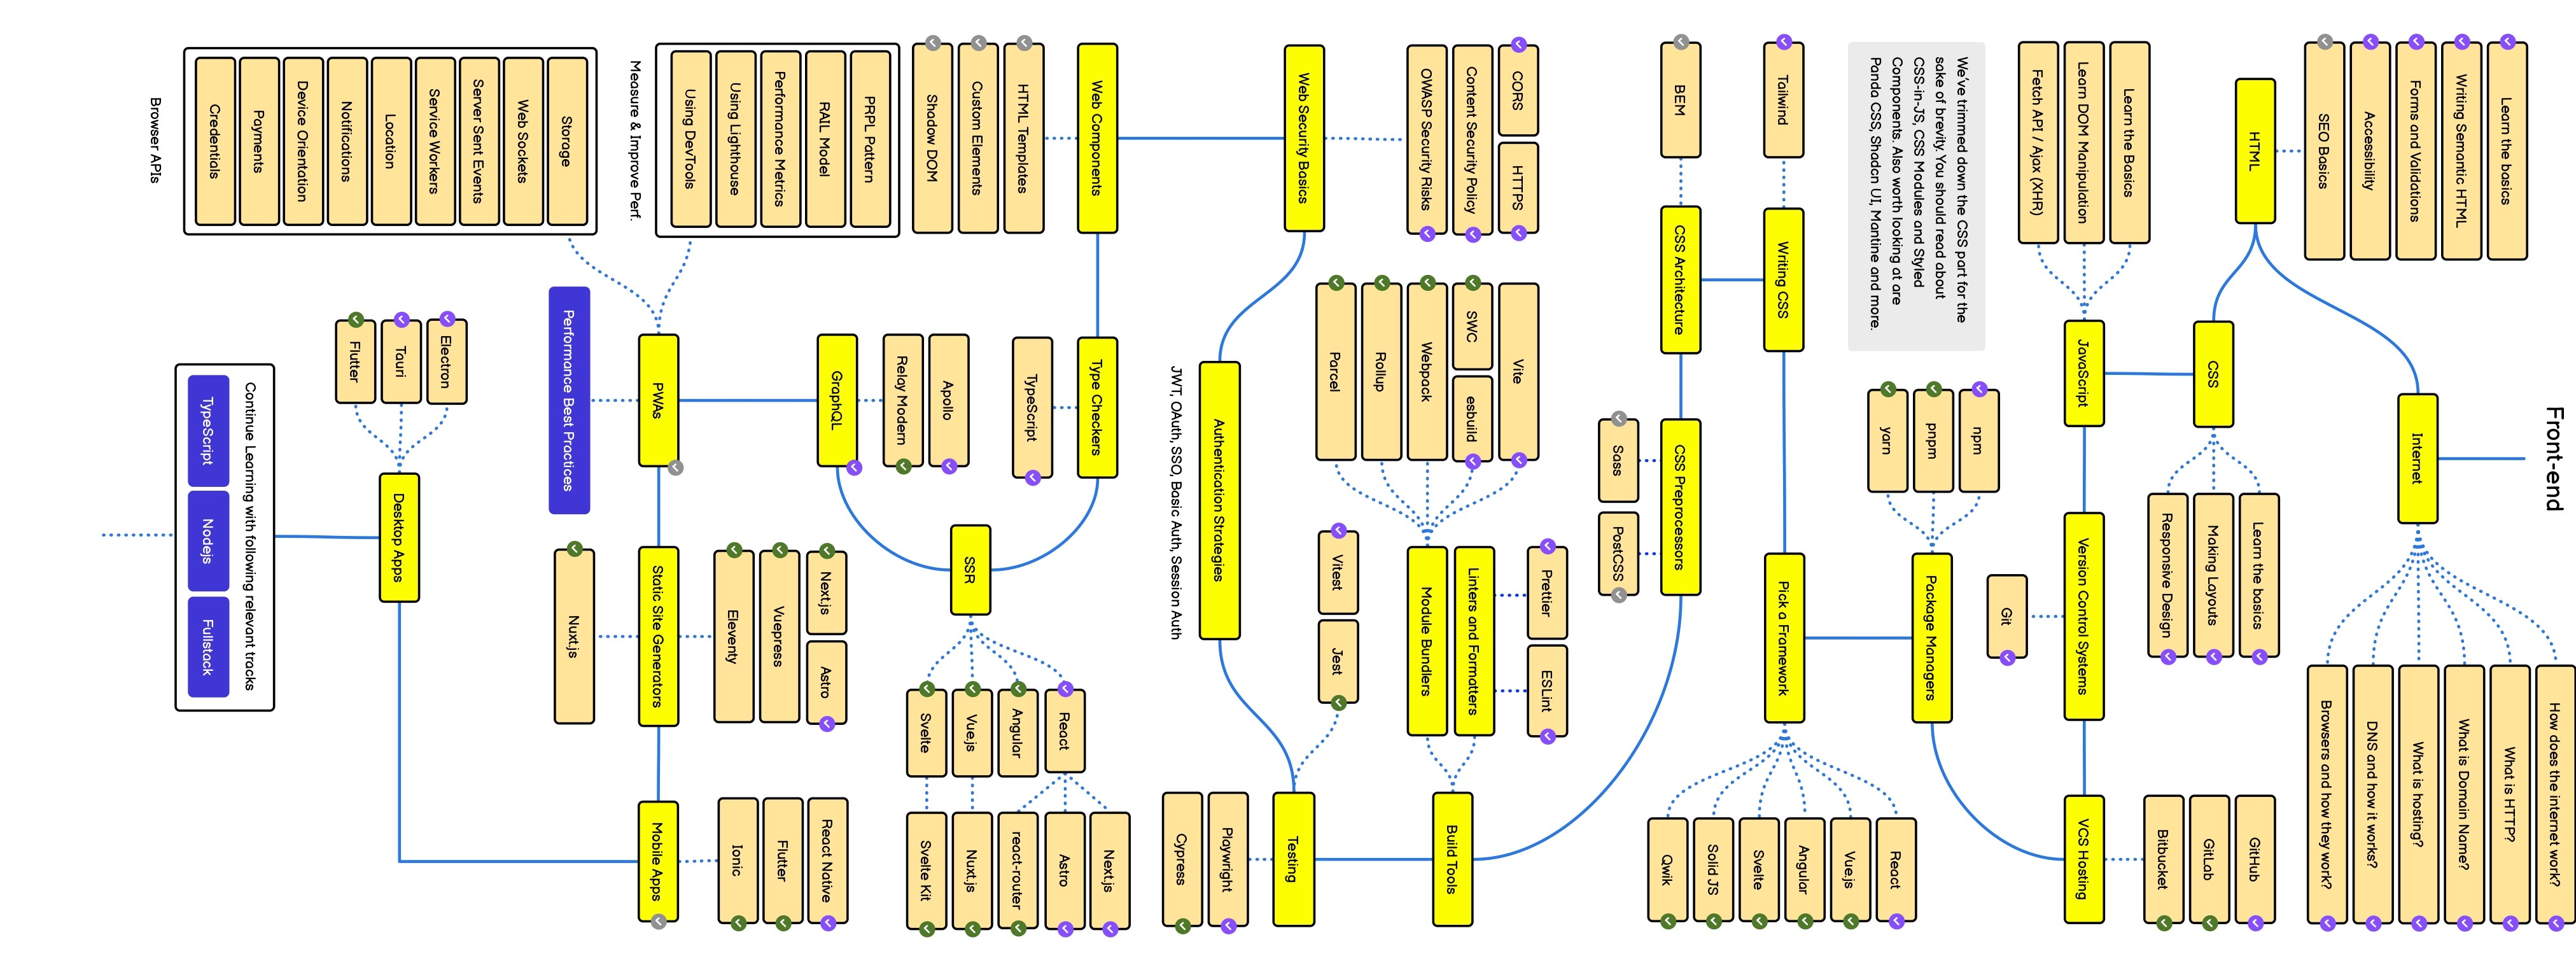 Front-end
How does the internet work?
What is HTTP?
What is Domain Name?
What is hosting?
DNS and how it works?
Browsers and how they work?
Internet
Learn the basics
Writing Semantic HTML
Forms and Validations
Accessibility
SEO Basics
HTML
CSS
Learn the basics
Making Layouts
Responsive Design
GitHub
GitLab
Bitbucket
Learn the Basics
Learn DOM Manipulation
Fetch API / Ajax (XHR)
JavaScript
Version Control Systems
VCS Hosting
Git
We've trimmed down the CSS part for the
sake of brevity. You should read about
CSS-in-JS, CSS Modules and Styled
Components. Also worth looking at are
Panda CSS, Shadcn UI, Mantine and more.
npm
pnpm
yarn
Package Managers
React
Vue.js
Angular
Svelte
Solid JS
Qwik
Tailwind
Writing CSS
Pick a Framework
BEM
CSS Architecture
CSS Preprocessors
Sass
PostCSS
Prettier
ESLint
CORS
HTTPS
Content Security Policy
OWASP Security Risks
Vite
SWC
esbuild
Webpack
Rollup
Parcel
Linters and Formatters
Module Bundlers
Build Tools
Vitest
Jest
Web Security Basics
Testing
Authentication Strategies
JWT, OAuth, SSO, Basic Auth, Session Auth
Playwright
Cypress
Web Components
Type Checkers
TypeScript
HTML Templates
Custom Elements
Shadow DOM
Next.js
React
Astro
Angular
react-router
SSR
Vue.js
Nuxt.js
Svelte
Svelte Kit
Apollo
Relay Modern
GraphQL
PRPL Pattern
RAIL Model
Performance Metrics
Using Lighthouse
Using DevTools
Measure & Improve Perf.
Next.js
Astro
Vuepress
Eleventy
React Native
Flutter
Ionic
PWAs
Static Site Generators
Mobile Apps
Performance Best Practices
Nuxt.js
Storage
Web Sockets
Server Sent Events
Service Workers
Location
Notifications
Device Orientation
Payments
Credentials
Browser APIs
Electron
Tauri
Flutter
Desktop Apps
Continue Learning with following relevant tracks
TypeScript
Nodejs
Fullstack